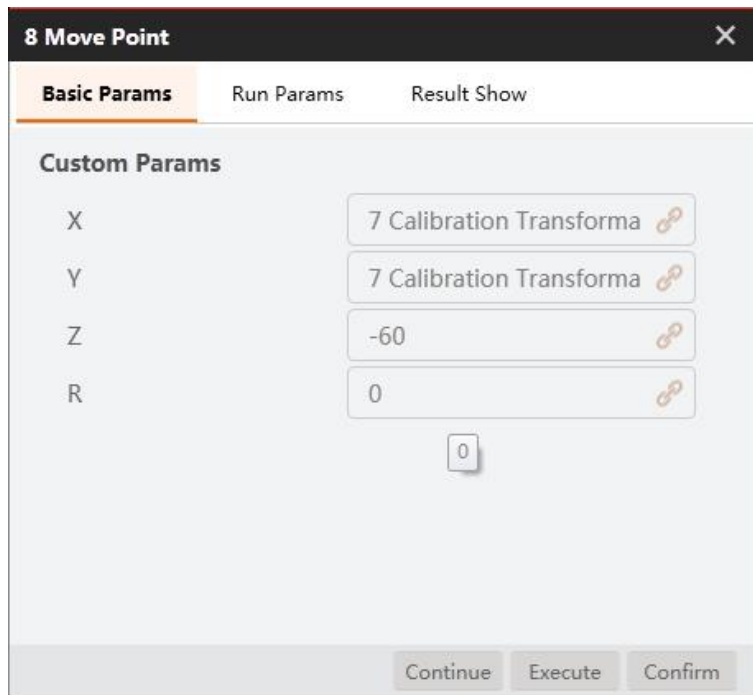 8 Move Point
Basic Params Run Params Result Show
Custom Params
X 7 Calibration Transforma
Y 7 Calibration Transforma
Z -60
R 0
0
Continue Execute Confirm